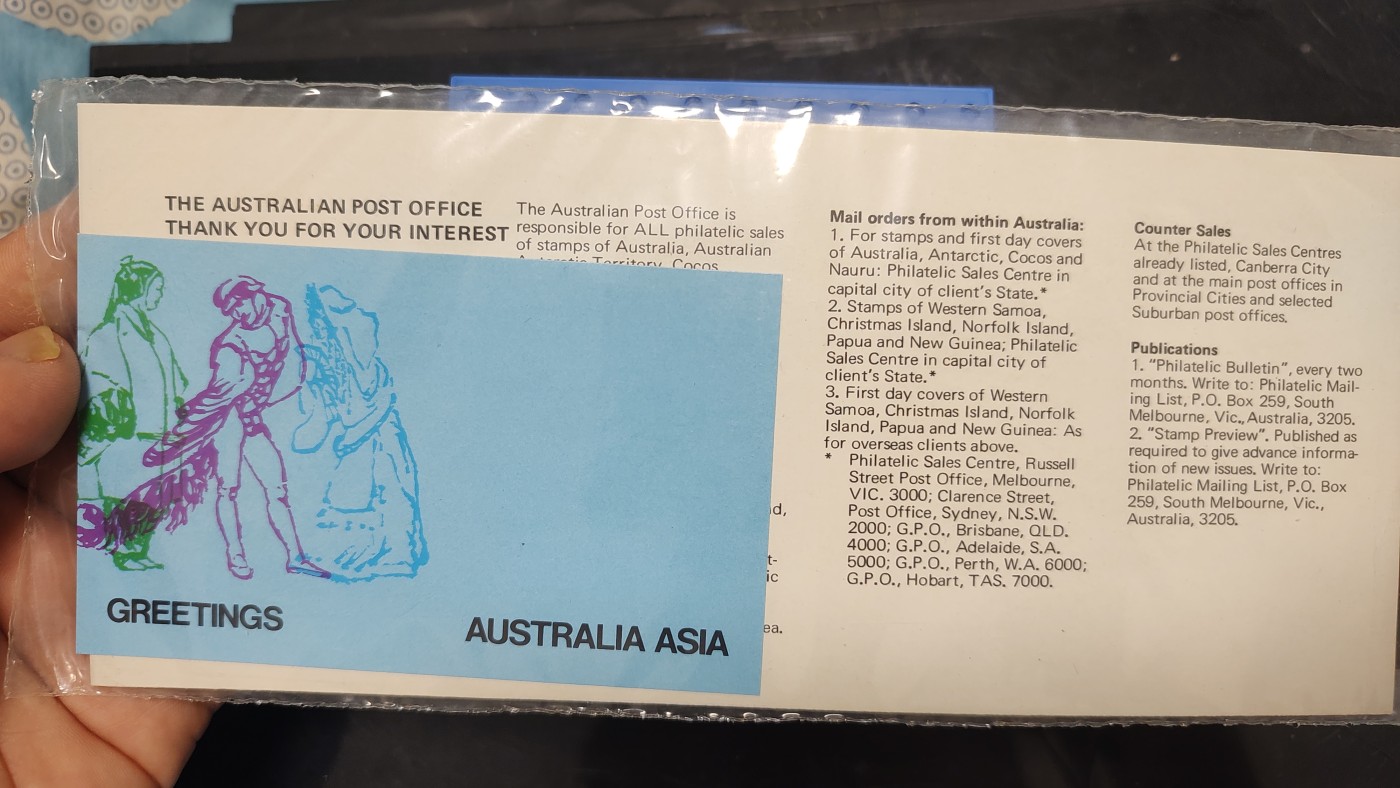 THE AUSTRALIAN POST OFFICE
THANK YOU FOR YOUR INTEREST
The Australian Post Office is
responsible for ALL philatelic sales
of stamps of Australia, Australian
Antarctic Territory, Cocos
GREETINGS
AUSTRALIA ASIA
Mail orders from within Australia:
1. For stamps and first day covers
of Australia, Antarctic, Cocos and
Nauru: Philatelic Sales Centre in
capital city of client's State.*
2. Stamps of Western Samoa,
Christmas Island, Norfolk Island,
Papua and New Guinea; Philatelic
Sales Centre in capital city of
client's State.*
3. First day covers of Western
Samoa, Christmas Island, Norfolk
Island, Papua and New Guinea: As
for overseas clients above.
* Philatelic Sales Centre, Russell
Street Post Office, Melbourne,
VIC. 3000; Clarence Street,
Post Office, Sydney, N.S.W.
2000; G.P.O., Brisbane, QLD.
4000; G.P.O., Adelaide, S.A.
5000; G.P.O., Perth, W.A. 6000;
G.P.O., Hobart, TAS. 7000.
Counter Sales
At the Philatelic Sales Centres
already listed, Canberra City
and at the main post offices in
Provincial Cities and selected
Suburban post offices.
Publications
1. "Philatelic Bulletin", every two
months. Write to: Philatelic Mail-
ing List, P.O. Box 259, South
Melbourne, Vic., Australia, 3205.
2. "Stamp Preview". Published as
required to give advance informa-
tion of new issues. Write to:
Philatelic Mailing List, P.O. Box
259, South Melbourne, Vic.,
Australia, 3205.